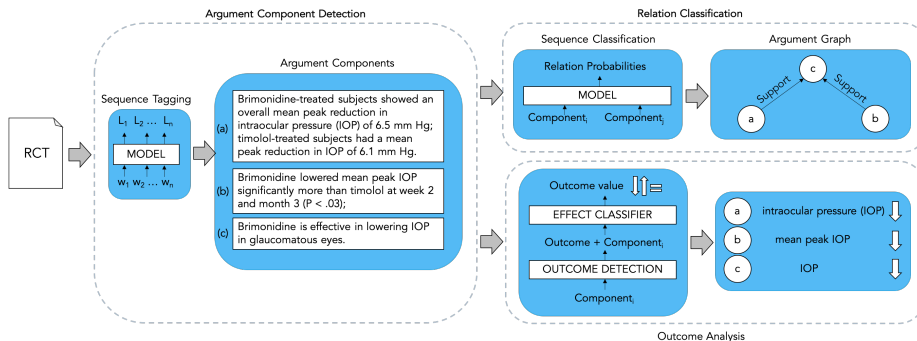 Argument Component Detection
Relation Classification
Sequence Classification
Argument Graph
Relation Probabilities
MODEL
Component_i
Component_j
c
Support
Support
a
b
Argument Components
Sequence Tagging
L_1 L_2 ... L_n
MODEL
w_1 w_2 ... w_n
RCT
(a)
Brimonidine-treated subjects showed an
overall mean peak reduction in
intraocular pressure (IOP) of 6.5 mm Hg;
timolol-treated subjects had a mean
peak reduction in IOP of 6.1 mm Hg.
(b)
Brimonidine lowered mean peak IOP
significantly more than timolol at week 2
and month 3 (P < .03);
(c)
Brimonidine is effective in lowering IOP
in glaucomatous eyes.
Outcome value ⇩⇧=
EFFECT CLASSIFIER
Outcome + Component_i
OUTCOME DETECTION
Component_i
a intraocular pressure (IOP) ⇩
b mean peak IOP ⇩
c IOP ⇩
Outcome Analysis